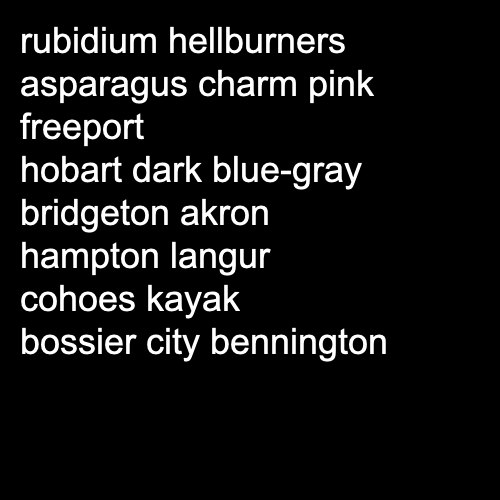 rubidium hellburners
asparagus charm pink
freeport
hobart dark blue-gray
bridgeton akron
hampton langur
cohoes kayak
bossier city bennington